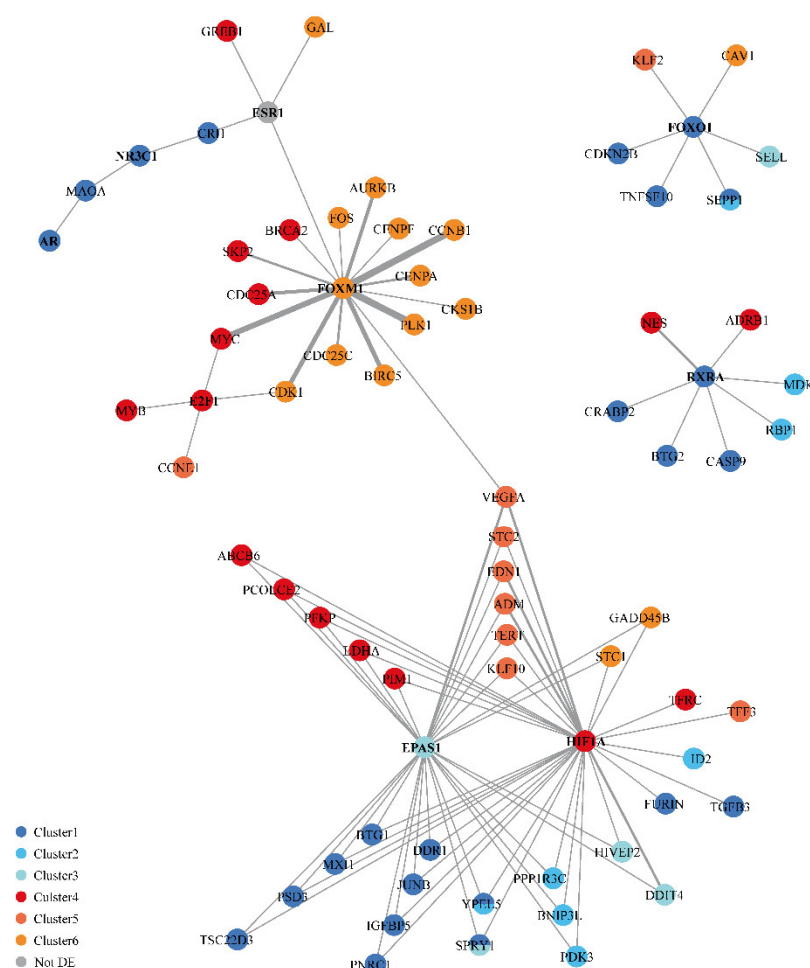 GREB1
GAL
KLF2
CAV1
ESR1
FOXO1
CRH
NR3C1
CDKN2B
SELL
MAOA
AURKB
TNFSF10
SEPP1
FOS
BRCA2
CENPF
CCNB1
AR
SKP2
FOXM1
CENPA
CDC25A
CKS1B
PLK1
NES
ADRB1
MYC
CDC25C
BIRC5
RXRA
MDK
CDK1
E2F1
MYB
CRABP2
RBP1
BTG2
CASP9
CCNE1
VEGFA
STC2
ABCB6
EDN1
PCOLCE2
ADM
PFKP
GADD45B
TERT
LDHA
STC1
KLF10
PIM1
TFRC
TFF3
EPAS1
HIF1A
ID2
FURIN
TGFB3
Cluster1
BTG1
DDR1
HIVEP2
Cluster2
MXI1
PPP1R3C
Cluster3
JUNB
PSD3
DDIT4
Culster4
YPEL5
BNIP3L
Cluster5
IGFBP5
TSC22D3
SPRY1
Cluster6
PDK3
Not DE
PNRC1